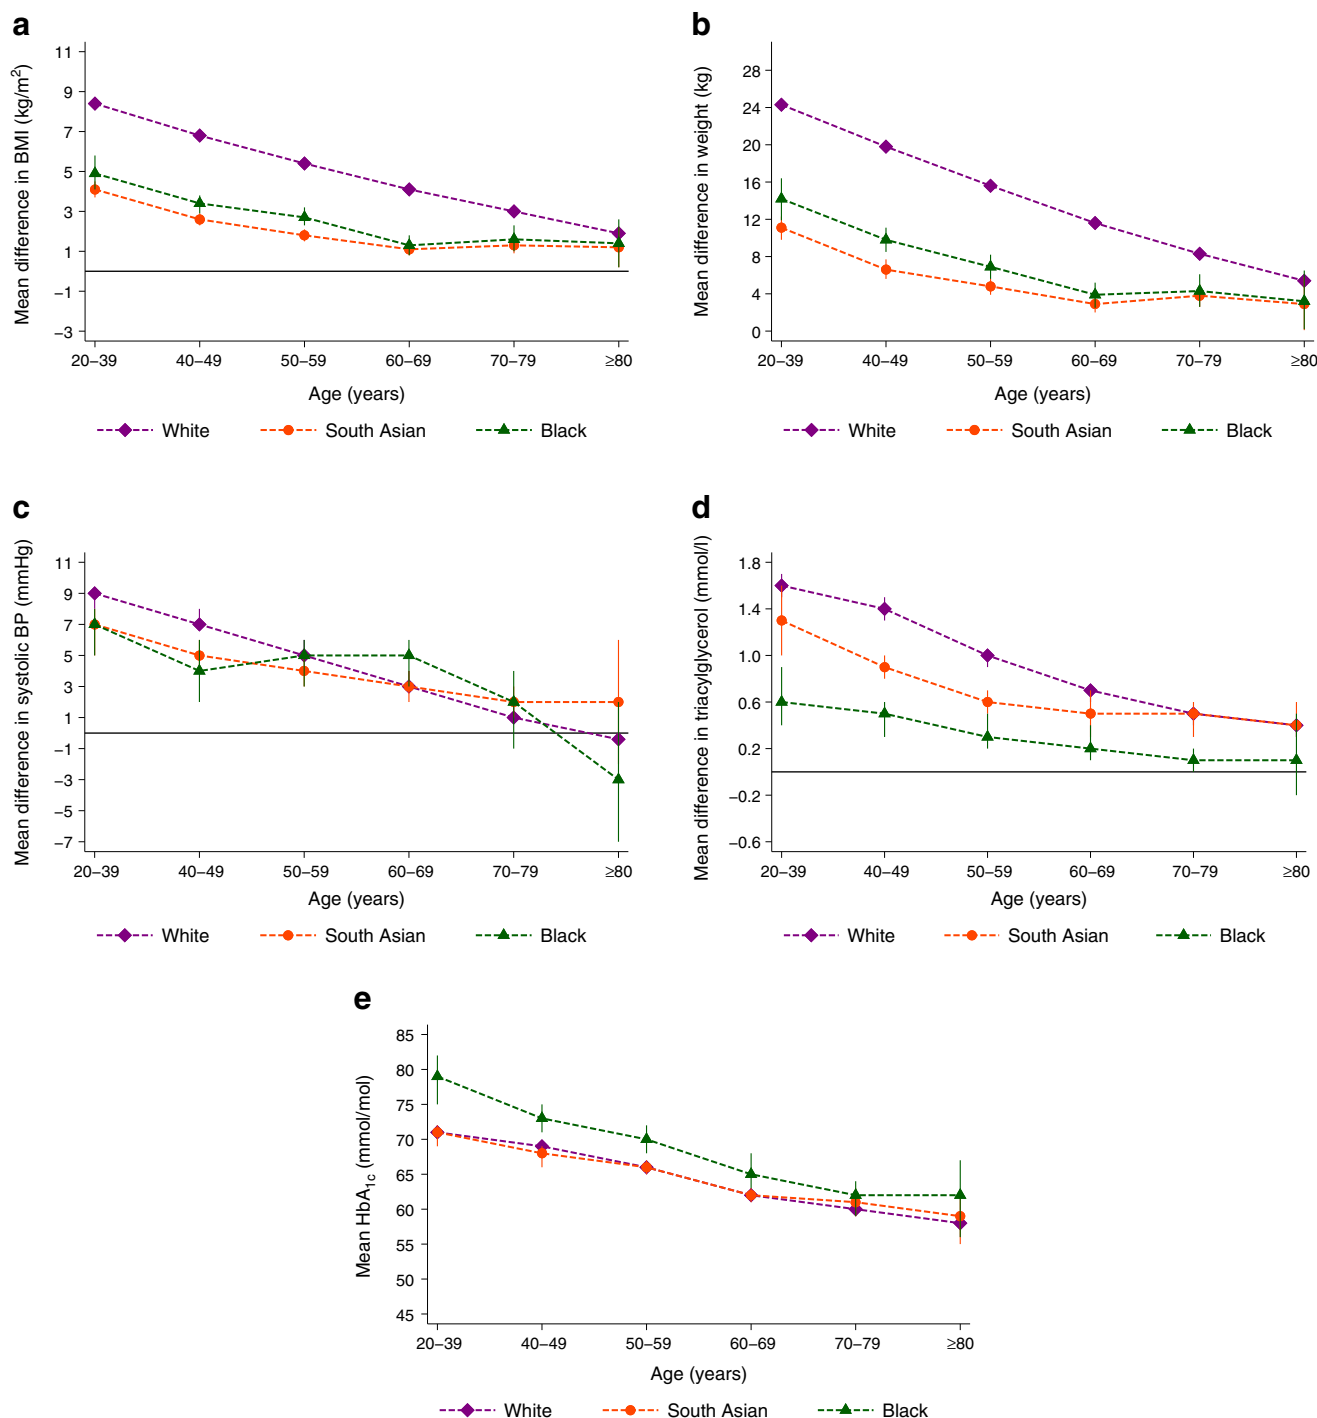 a
Mean difference in BMI (kg/m²)
11
9
7
5
3
1
−1
−3
20–39 40–49 50–59 60–69 70–79 ≥80
Age (years)
White South Asian Black
b
Mean difference in weight (kg)
28
24
20
16
12
8
4
0
20–39 40–49 50–59 60–69 70–79 ≥80
Age (years)
White South Asian Black
c
Mean difference in systolic BP (mmHg)
11
9
7
5
3
1
−1
−3
−5
−7
20–39 40–49 50–59 60–69 70–79 ≥80
Age (years)
White South Asian Black
d
Mean difference in triacylglycerol (mmol/l)
1.8
1.4
1.0
0.6
0.2
−0.2
−0.6
20–39 40–49 50–59 60–69 70–79 ≥80
Age (years)
White South Asian Black
e
Mean HbA1c (mmol/mol)
85
80
75
70
65
60
55
50
45
20–39 40–49 50–59 60–69 70–79 ≥80
Age (years)
White South Asian Black